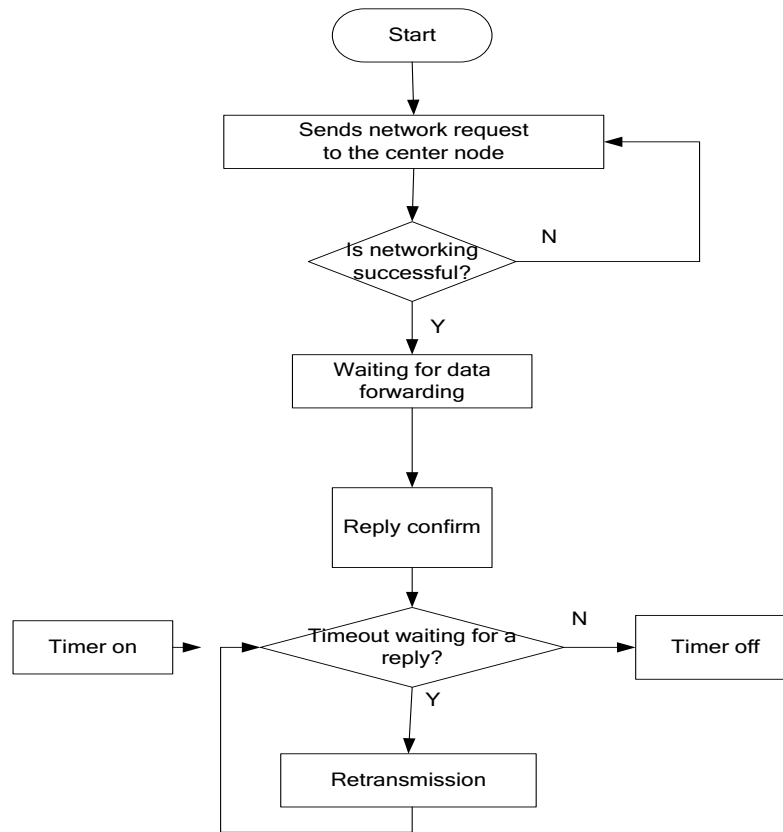 Start
Sends network request
to the center node
Is networking
successful?
N
Y
Waiting for data
forwarding
Reply confirm
Timer on
Timeout waiting for a
reply?
N
Timer off
Y
Retransmission